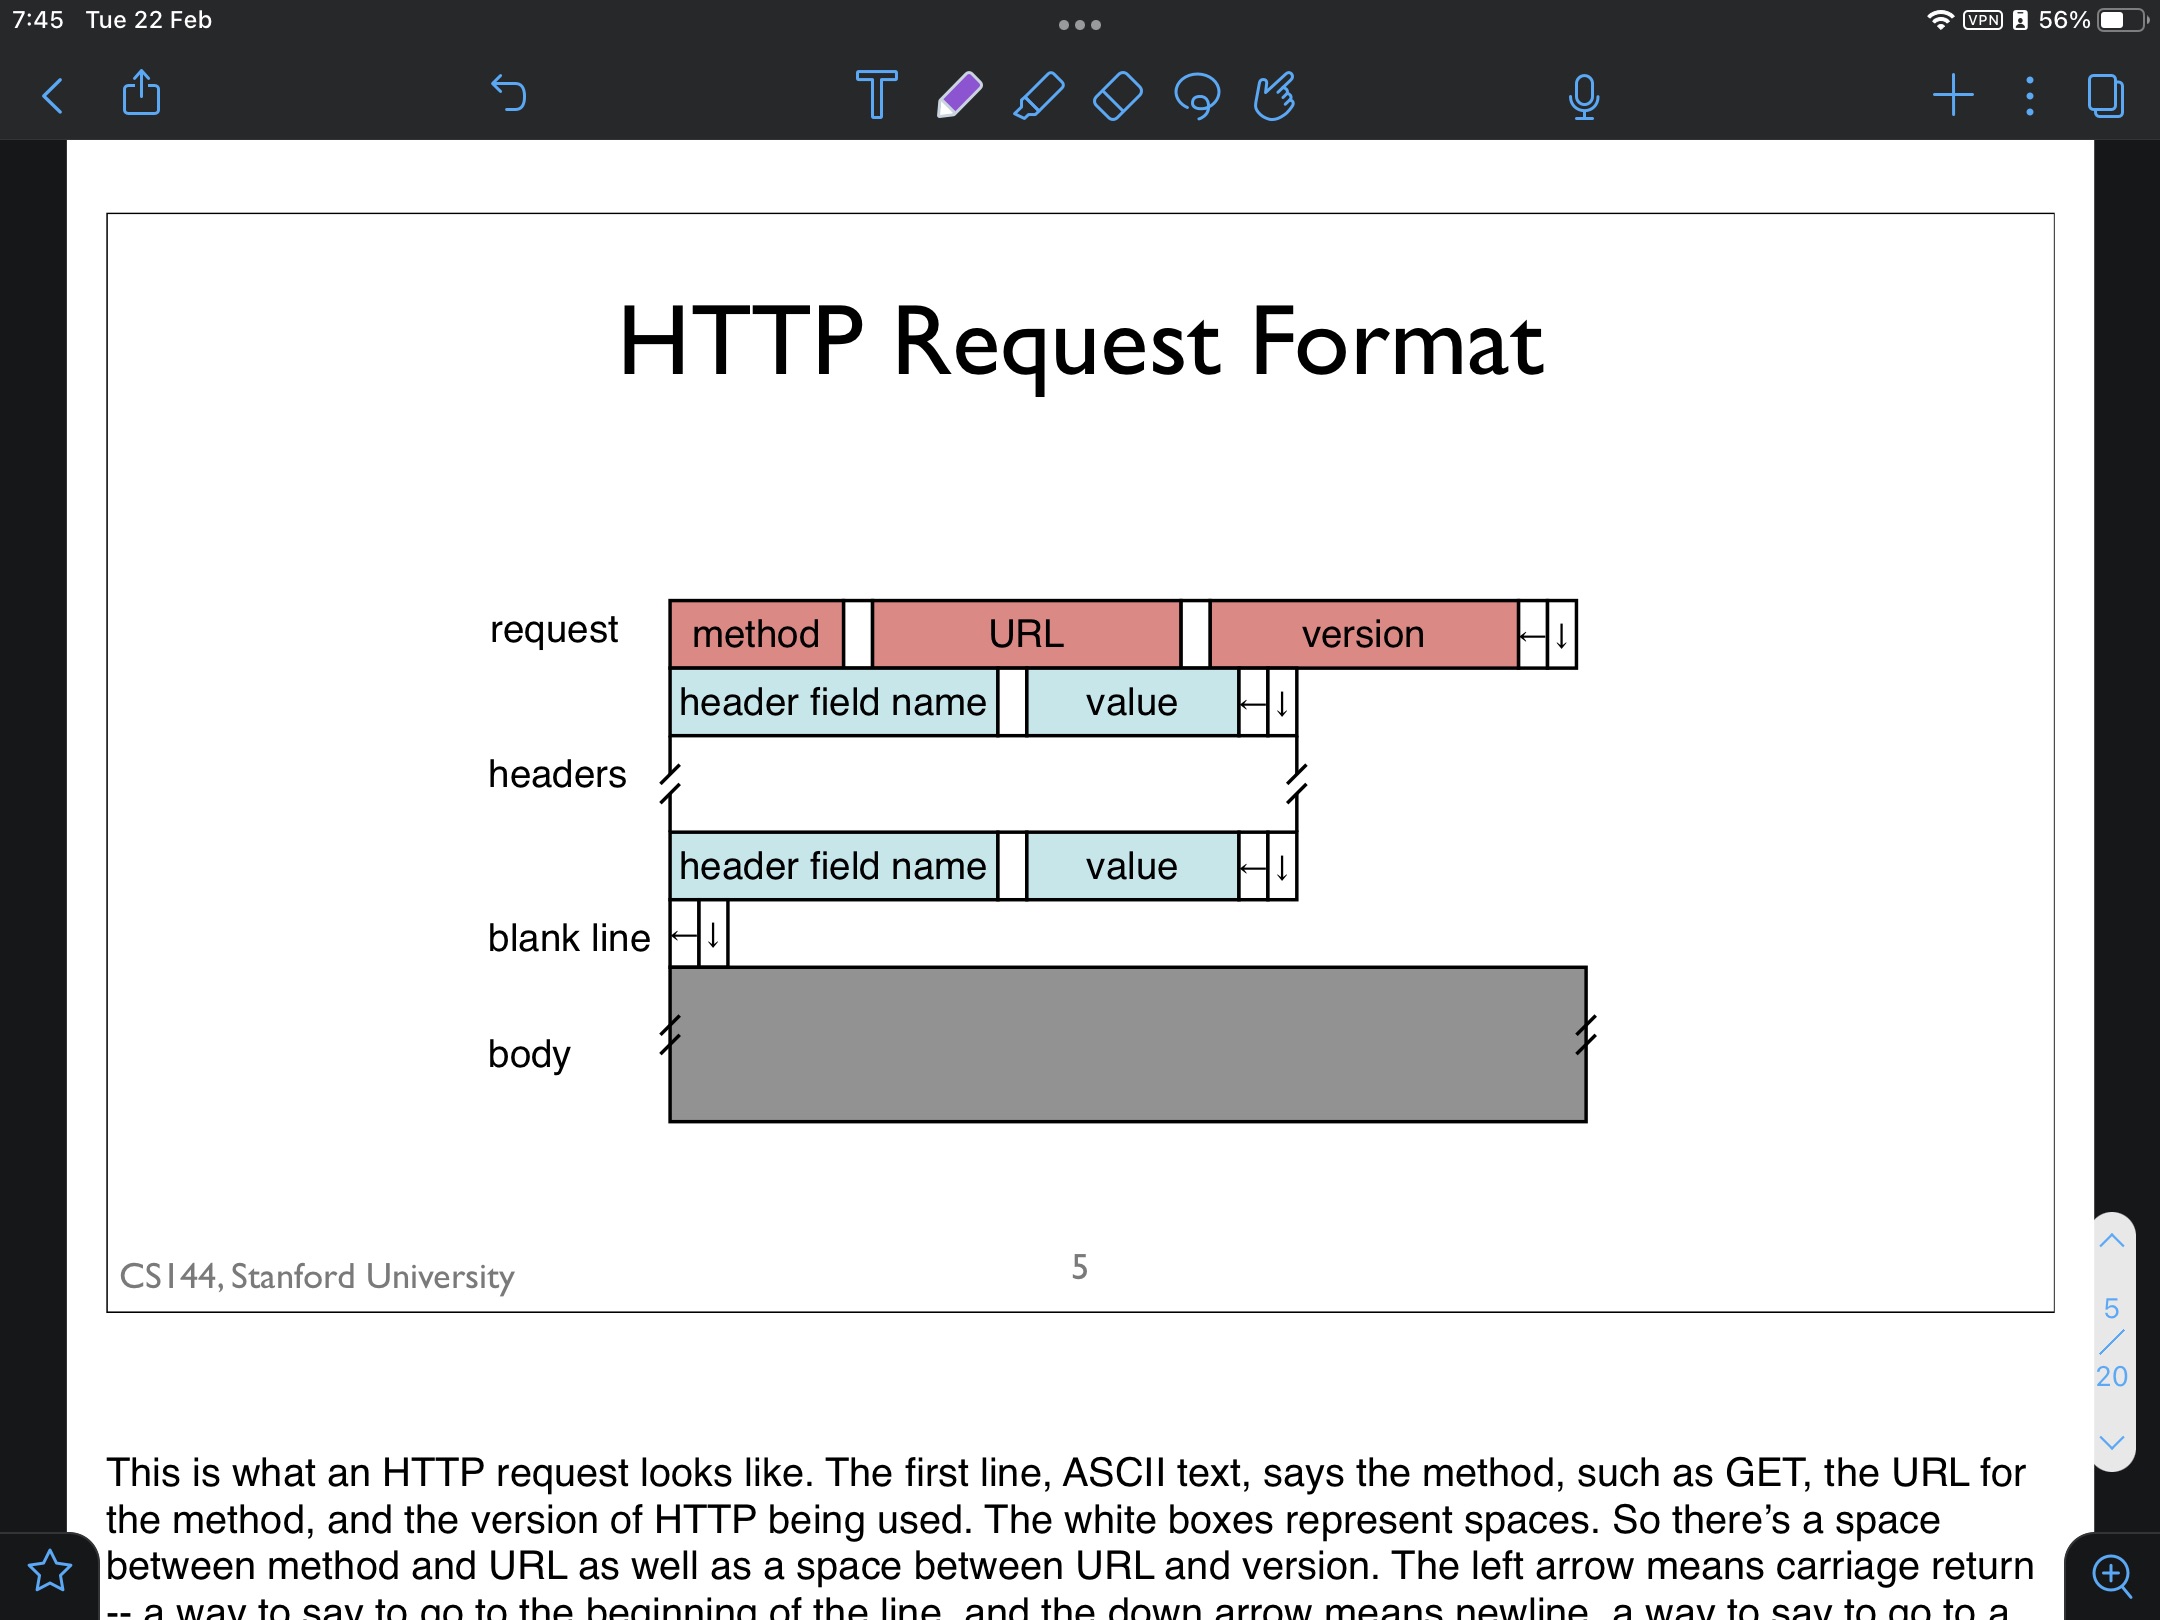 7:45 Tue 22 Feb
VPN 56%
T
HTTP Request Format
request method URL version ← ↓
header field name value ← ↓
headers
header field name value ← ↓
blank line ← ↓
body
CS144, Stanford University 5
5
/
20
This is what an HTTP request looks like. The first line, ASCII text, says the method, such as GET, the URL for
the method, and the version of HTTP being used. The white boxes represent spaces. So there’s a space
between method and URL as well as a space between URL and version. The left arrow means carriage return
-- a way to say to go to the beginning of the line, and the down arrow means newline, a way to say to go to a